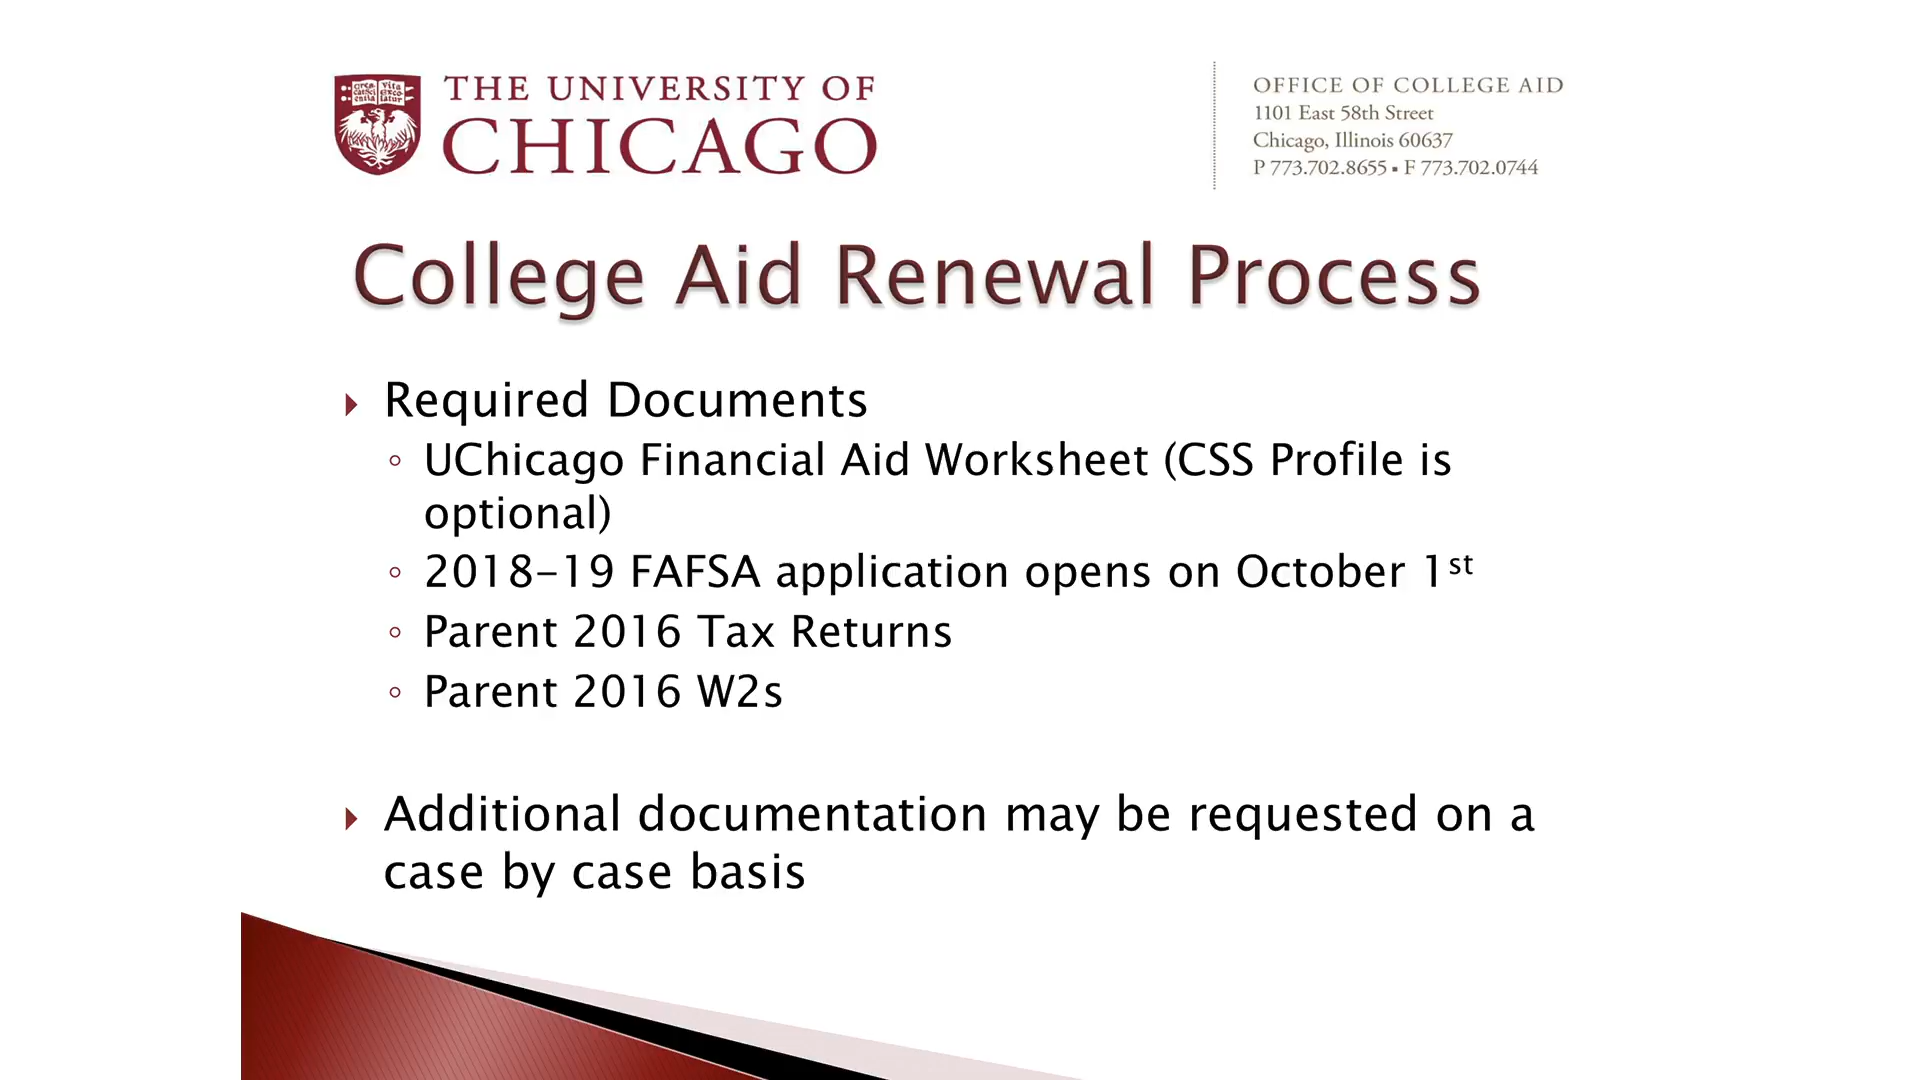 THE UNIVERSITY OF
CHICAGO
OFFICE OF COLLEGE AID
1101 East 58th Street
Chicago, Illinois 60637
P 773.702.8655 ▪ F 773.702.0744
College Aid Renewal Process
Required Documents
UChicago Financial Aid Worksheet (CSS Profile is
optional)
2018-19 FAFSA application opens on October 1st
Parent 2016 Tax Returns
Parent 2016 W2s
Additional documentation may be requested on a
case by case basis